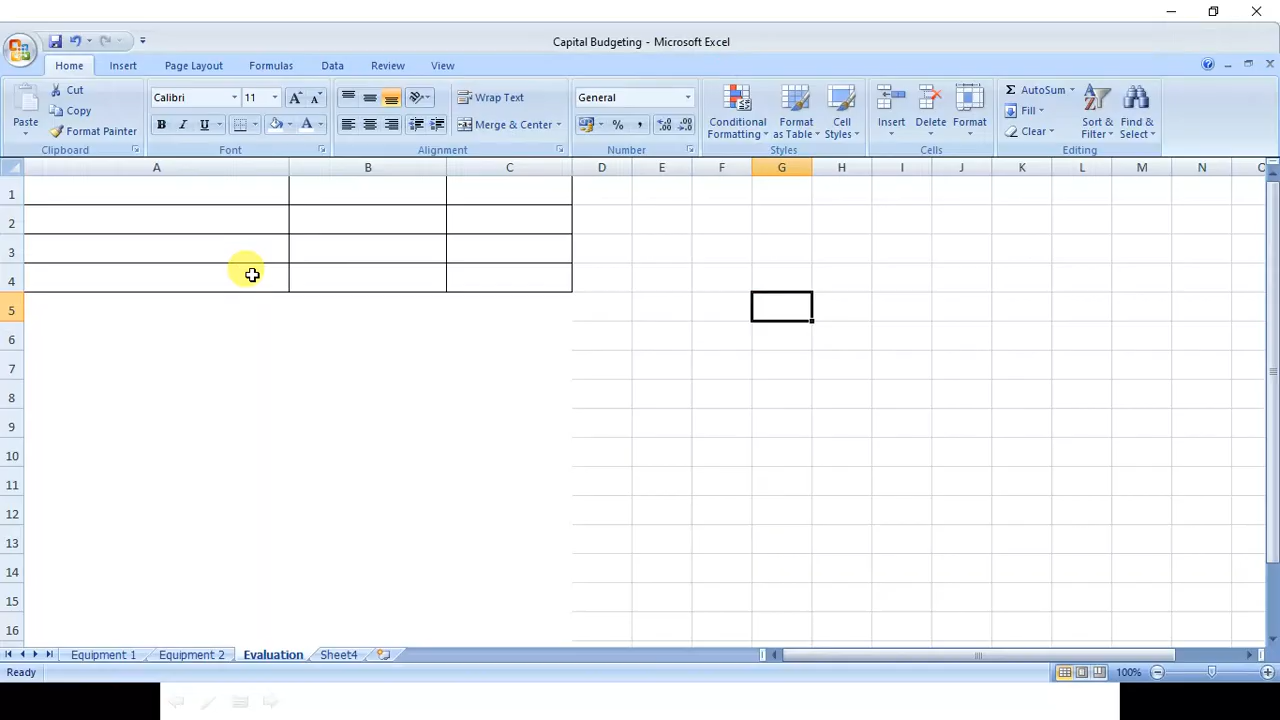 Capital Budgeting - Microsoft Excel
Home Insert Page Layout Formulas Data Review View
Paste
Cut
Copy
Format Painter
Clipboard
Calibri 11
B I U
Font
Wrap Text
Merge & Center
Alignment
General
% ,
Number
Conditional Formatting
Format as Table
Cell Styles
Styles
Insert
Delete
Format
Cells
Σ AutoSum
Fill
Clear
Sort & Filter
Find & Select
Editing
A B C D E F G H I J K L M N
1
2
3
4
5
6
7
8
9
10
11
12
13
14
15
16
Equipment 1 Equipment 2 Evaluation Sheet4
Ready
100%